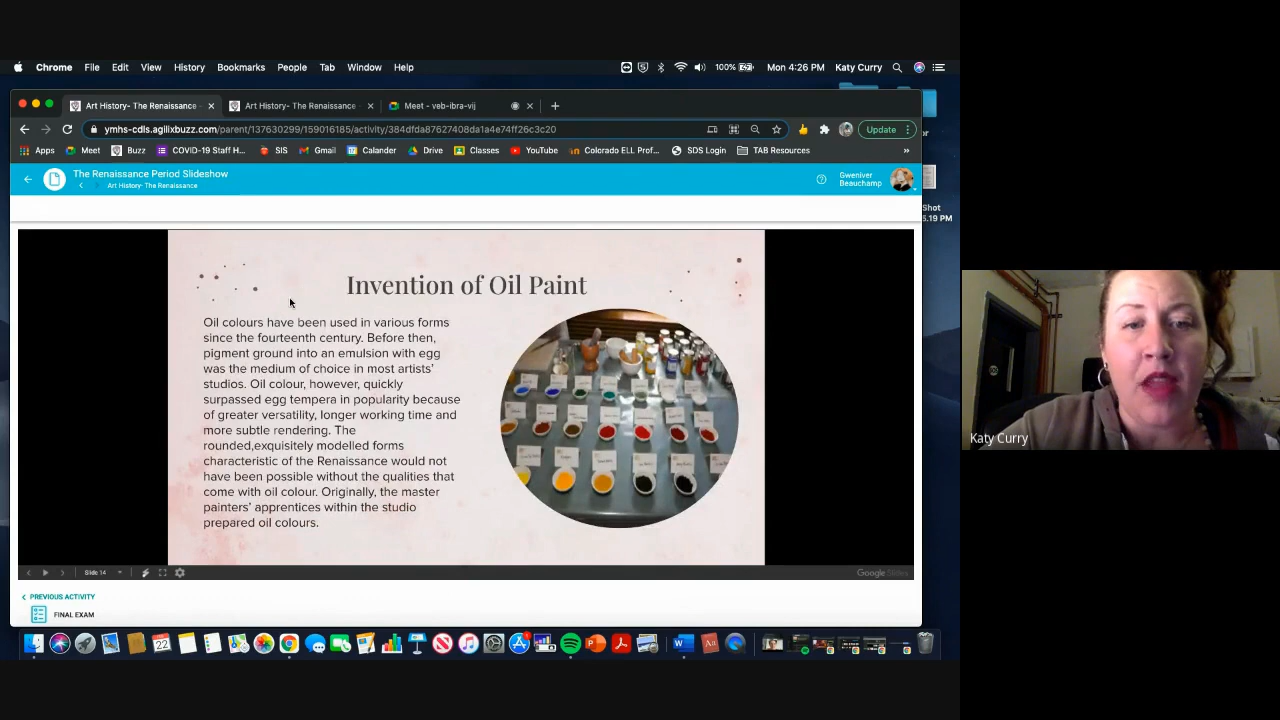 Chrome File Edit View History Bookmarks People Tab Window Help 100% Mon 4:26 PM Katy Curry
Art History- The Renaissance - Art History- The Renaissance Meet - veb-ibra-vij
ymhs-cdls.agilixbuzz.com/parent/137630299/159016185/activity/384dfda87627408da1a4e74ff26c3c20 Update
Apps Meet Buzz COVID-19 Staff H... SIS Gmail Calander Drive Classes YouTube Colorado ELL Prof... SDS Login TAB Resources »
The Renaissance Period Slideshow
Art History- The Renaissance
Gweniver
Beauchamp
Shot
5.19 PM
Invention of Oil Paint
Oil colours have been used in various forms
since the fourteenth century. Before then,
pigment ground into an emulsion with egg
was the medium of choice in most artists'
studios. Oil colour, however, quickly
surpassed egg tempera in popularity because
of greater versatility, longer working time and
more subtle rendering. The
rounded,exquisitely modelled forms
characteristic of the Renaissance would not
have been possible without the qualities that
come with oil colour. Originally, the master
painters' apprentices within the studio
prepared oil colours.
Slide 14
Google Slides
PREVIOUS ACTIVITY
FINAL EXAM
22
Katy Curry